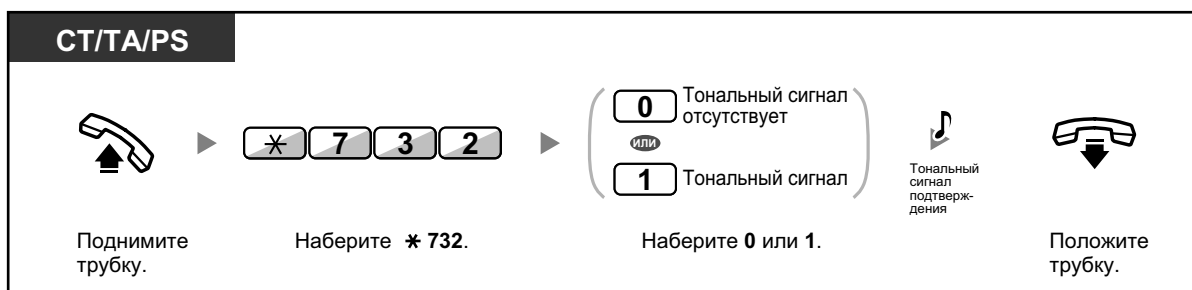 CT/TA/PS
✳ 7 3 2
0 Тональный сигнал
отсутствует
или
1 Тональный сигнал
Тональный
сигнал
подтверж-
дения
Поднимите
трубку.
Наберите ✳ 732.
Наберите 0 или 1.
Положите
трубку.